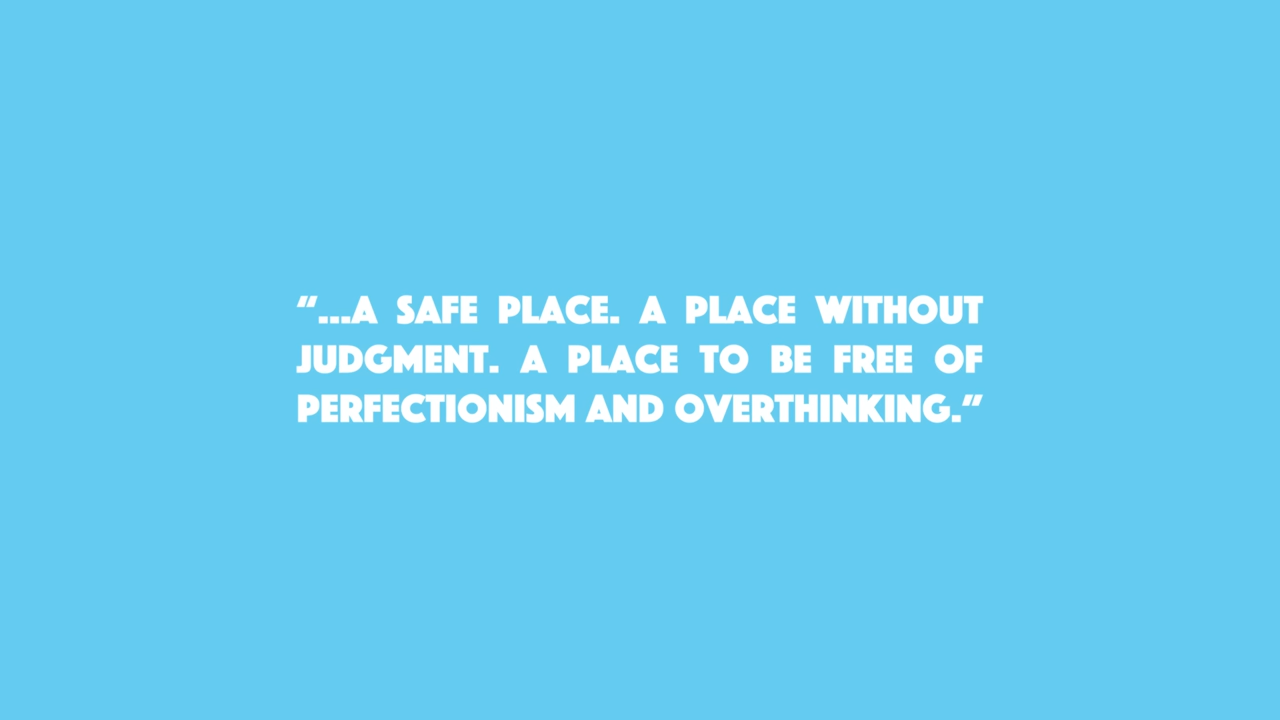 “...A SAFE PLACE. A PLACE WITHOUT
JUDGMENT. A PLACE TO BE FREE OF
PERFECTIONISM AND OVERTHINKING.”